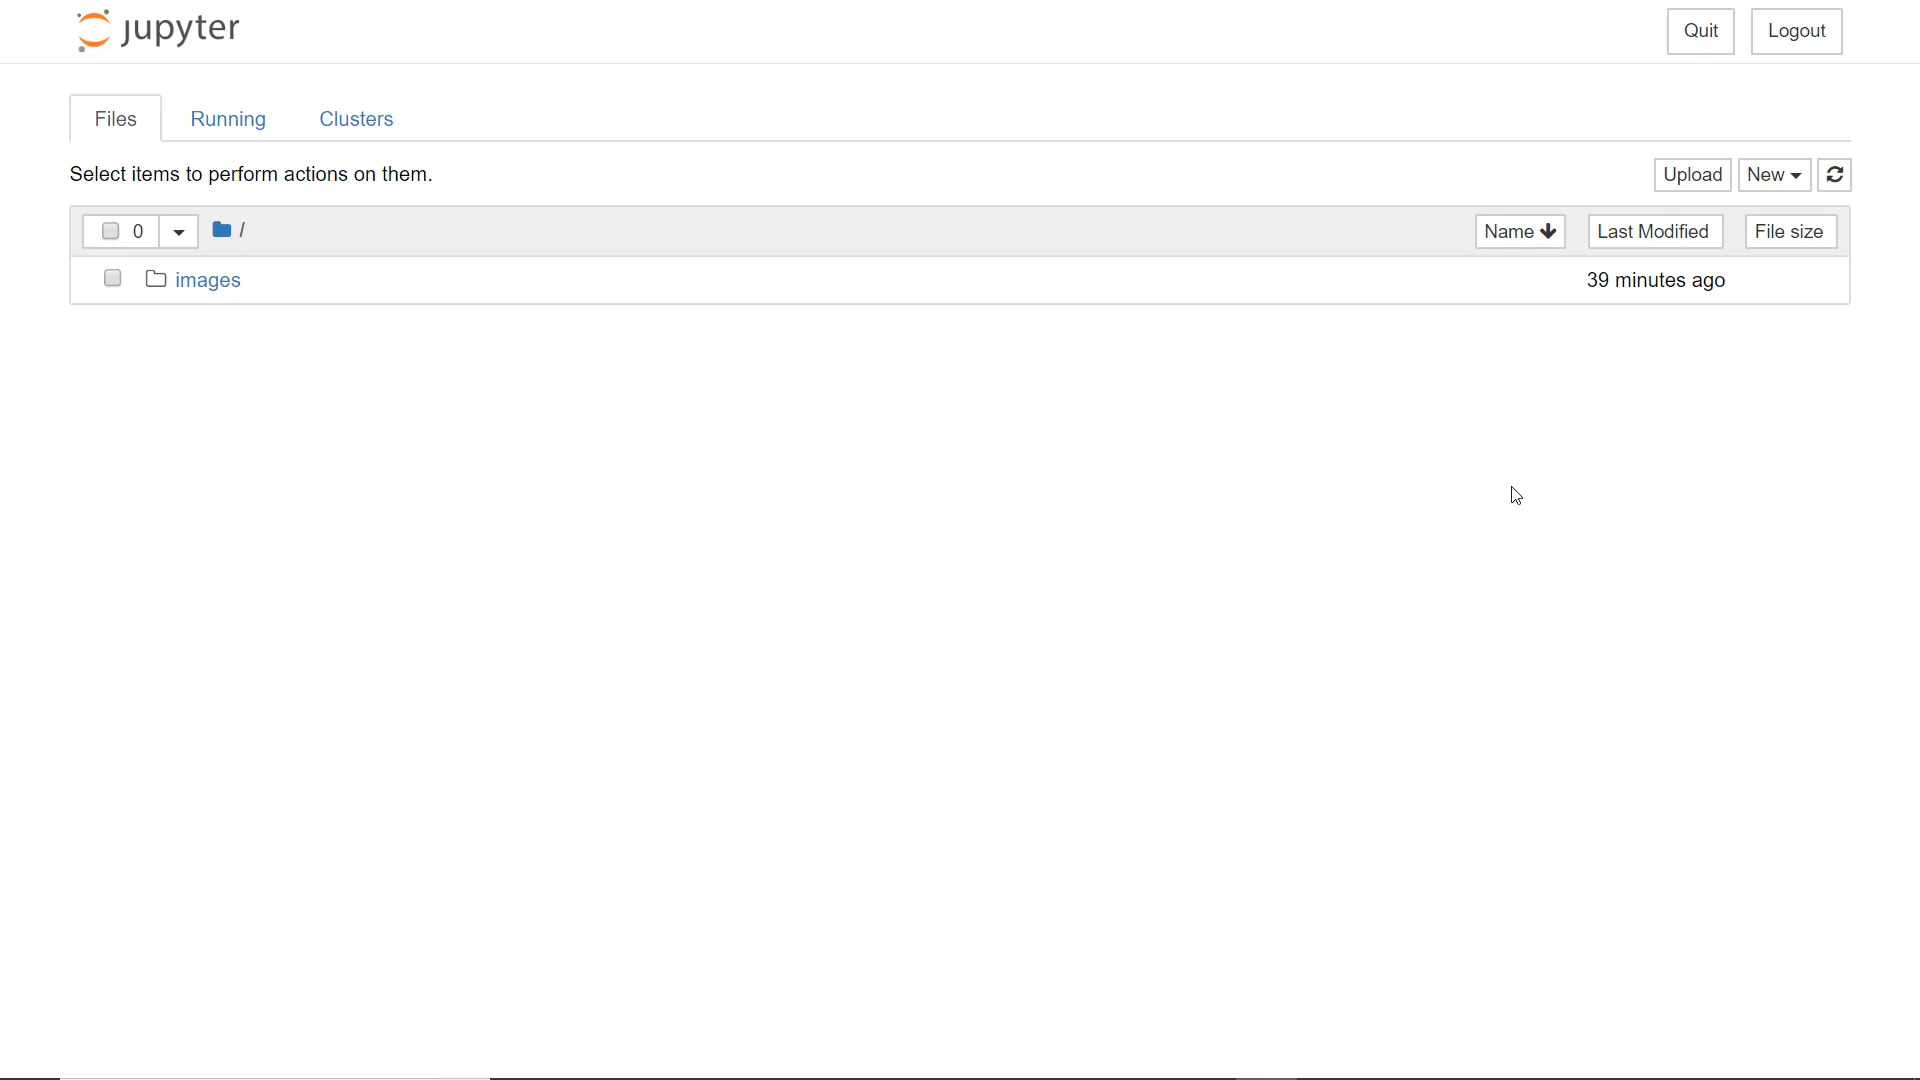 jupyter
Quit
Logout
Files
Running
Clusters
Select items to perform actions on them.
Upload
New
0
/
Name
Last Modified
File size
images
39 minutes ago